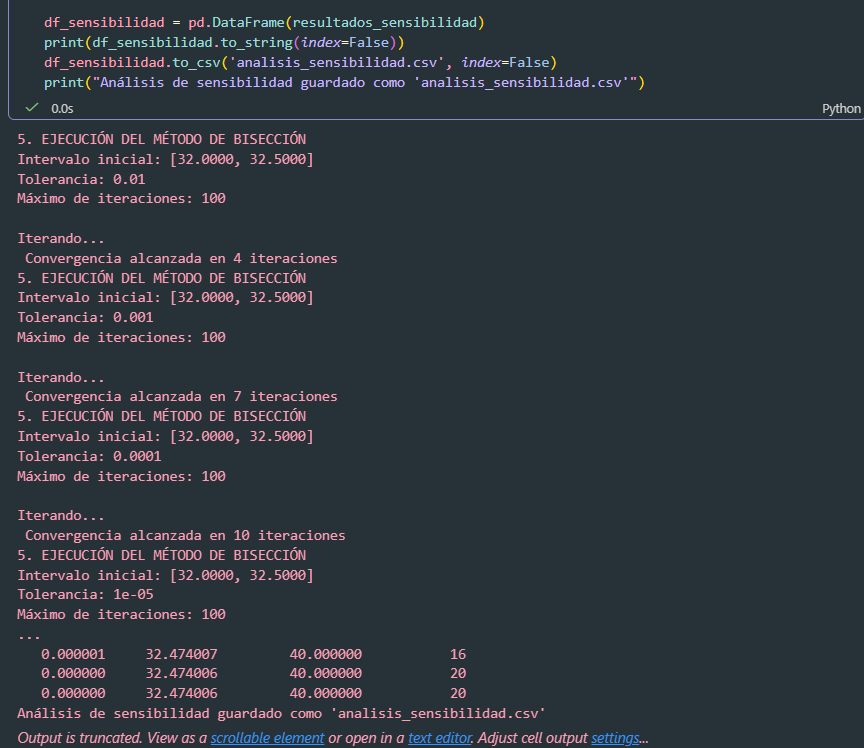 df_sensibilidad = pd.DataFrame(resultados_sensibilidad)
print(df_sensibilidad.to_string(index=False))
df_sensibilidad.to_csv('analisis_sensibilidad.csv', index=False)
print("Análisis de sensibilidad guardado como 'analisis_sensibilidad.csv'")
0.0s Python
5. EJECUCIÓN DEL MÉTODO DE BISECCIÓN
Intervalo inicial: [32.0000, 32.5000]
Tolerancia: 0.01
Máximo de iteraciones: 100
Iterando...
Convergencia alcanzada en 4 iteraciones
5. EJECUCIÓN DEL MÉTODO DE BISECCIÓN
Intervalo inicial: [32.0000, 32.5000]
Tolerancia: 0.001
Máximo de iteraciones: 100
Iterando...
Convergencia alcanzada en 7 iteraciones
5. EJECUCIÓN DEL MÉTODO DE BISECCIÓN
Intervalo inicial: [32.0000, 32.5000]
Tolerancia: 0.0001
Máximo de iteraciones: 100
Iterando...
Convergencia alcanzada en 10 iteraciones
5. EJECUCIÓN DEL MÉTODO DE BISECCIÓN
Intervalo inicial: [32.0000, 32.5000]
Tolerancia: 1e-05
Máximo de iteraciones: 100
...
0.000001 32.474007 40.000000 16
0.000000 32.474006 40.000000 20
0.000000 32.474006 40.000000 20
Análisis de sensibilidad guardado como 'analisis_sensibilidad.csv'
Output is truncated. View as a scrollable element or open in a text editor. Adjust cell output settings...